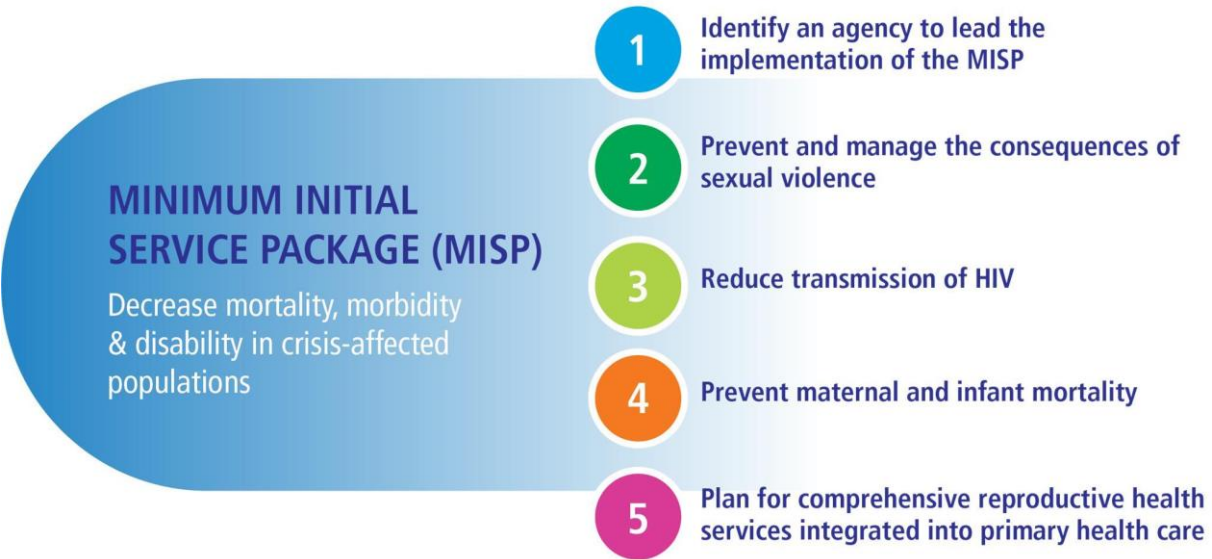 MINIMUM INITIAL
SERVICE PACKAGE (MISP)
Decrease mortality, morbidity
& disability in crisis-affected
populations
1
Identify an agency to lead the
implementation of the MISP
2
Prevent and manage the consequences of
sexual violence
3
Reduce transmission of HIV
4
Prevent maternal and infant mortality
5
Plan for comprehensive reproductive health
services integrated into primary health care